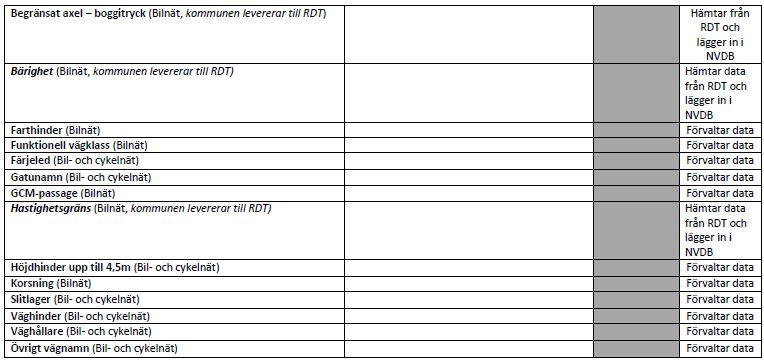 Begränsat axel – boggitryck (Bilnät, kommunen levererar till RDT)
Hämtar från
RDT och
lägger in i
NVDB
Bärighet (Bilnät, kommunen levererar till RDT)
Hämtar data
från RDT och
lägger in i
NVDB
Farthinder (Bilnät)
Förvaltar data
Funktionell vägklass (Bilnät)
Förvaltar data
Färjeled (Bil- och cykelnät)
Förvaltar data
Gatunamn (Bil- och cykelnät)
Förvaltar data
GCM-passage (Bilnät)
Förvaltar data
Hastighetsgräns (Bilnät, kommunen levererar till RDT)
Hämtar data
från RDT och
lägger in i
NVDB
Höjdhinder upp till 4,5m (Bil- och cykelnät)
Förvaltar data
Korsning (Bilnät)
Förvaltar data
Slitlager (Bil- och cykelnät)
Förvaltar data
Väghinder (Bil- och cykelnät)
Förvaltar data
Väghållare (Bil- och cykelnät)
Förvaltar data
Övrigt vägnamn (Bil- och cykelnät)
Förvaltar data